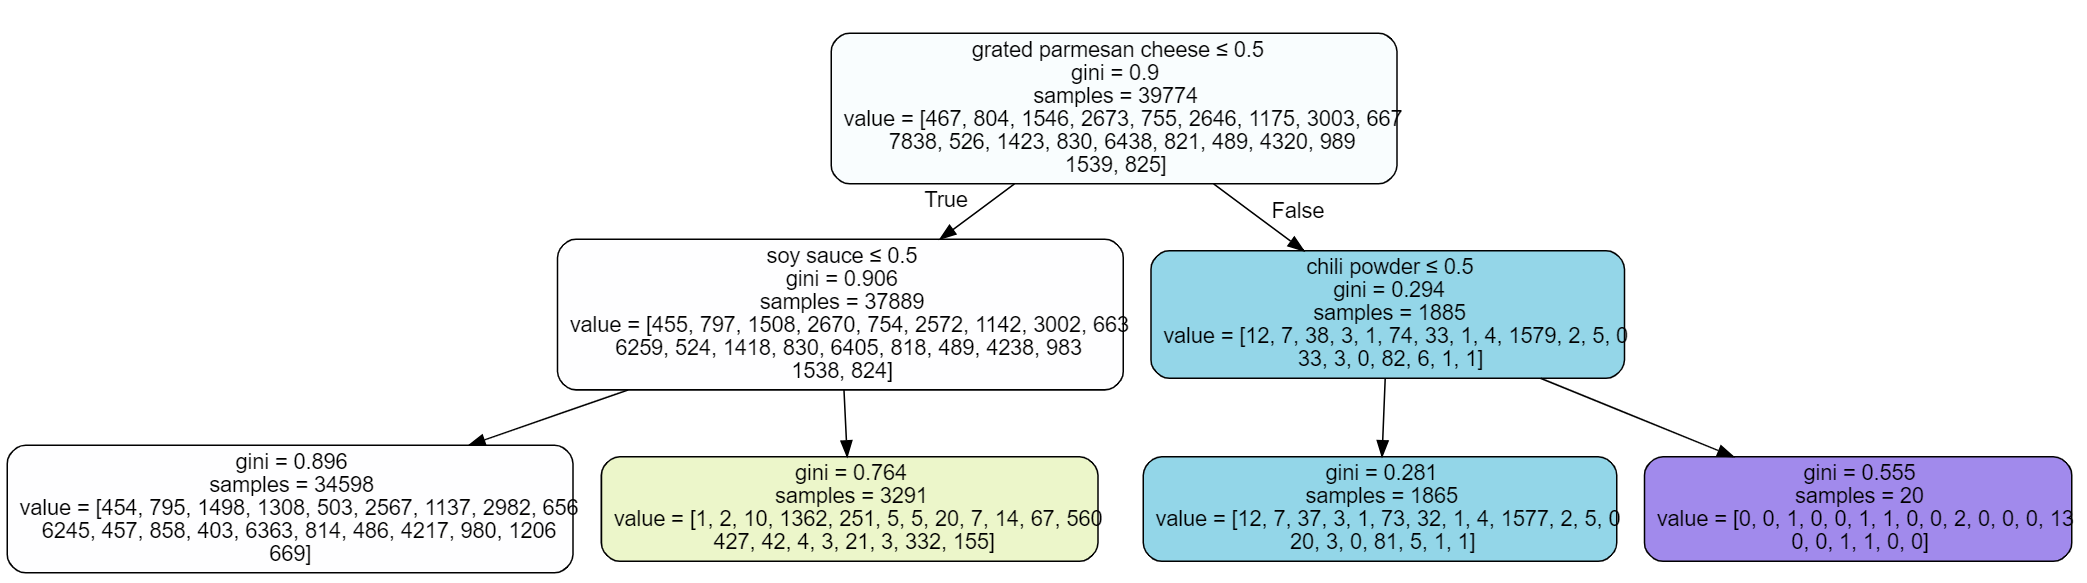 grated parmesan cheese ≤ 0.5
gini = 0.9
samples = 39774
value = [467, 804, 1546, 2673, 755, 2646, 1175, 3003, 667
7838, 526, 1423, 830, 6438, 821, 489, 4320, 989
1539, 825]
True
False
soy sauce ≤ 0.5
gini = 0.906
samples = 37889
value = [455, 797, 1508, 2670, 754, 2572, 1142, 3002, 663
6259, 524, 1418, 830, 6405, 818, 489, 4238, 983
1538, 824]
chili powder ≤ 0.5
gini = 0.294
samples = 1885
value = [12, 7, 38, 3, 1, 74, 33, 1, 4, 1579, 2, 5, 0
33, 3, 0, 82, 6, 1, 1]
gini = 0.896
samples = 34598
value = [454, 795, 1498, 1308, 503, 2567, 1137, 2982, 656
6245, 457, 858, 403, 6363, 814, 486, 4217, 980, 1206
669]
gini = 0.764
samples = 3291
value = [1, 2, 10, 1362, 251, 5, 5, 20, 7, 14, 67, 560
427, 42, 4, 3, 21, 3, 332, 155]
gini = 0.281
samples = 1865
value = [12, 7, 37, 3, 1, 73, 32, 1, 4, 1577, 2, 5, 0
20, 3, 0, 81, 5, 1, 1]
gini = 0.555
samples = 20
value = [0, 0, 1, 0, 0, 1, 1, 0, 0, 2, 0, 0, 0, 13
0, 0, 1, 1, 0, 0]